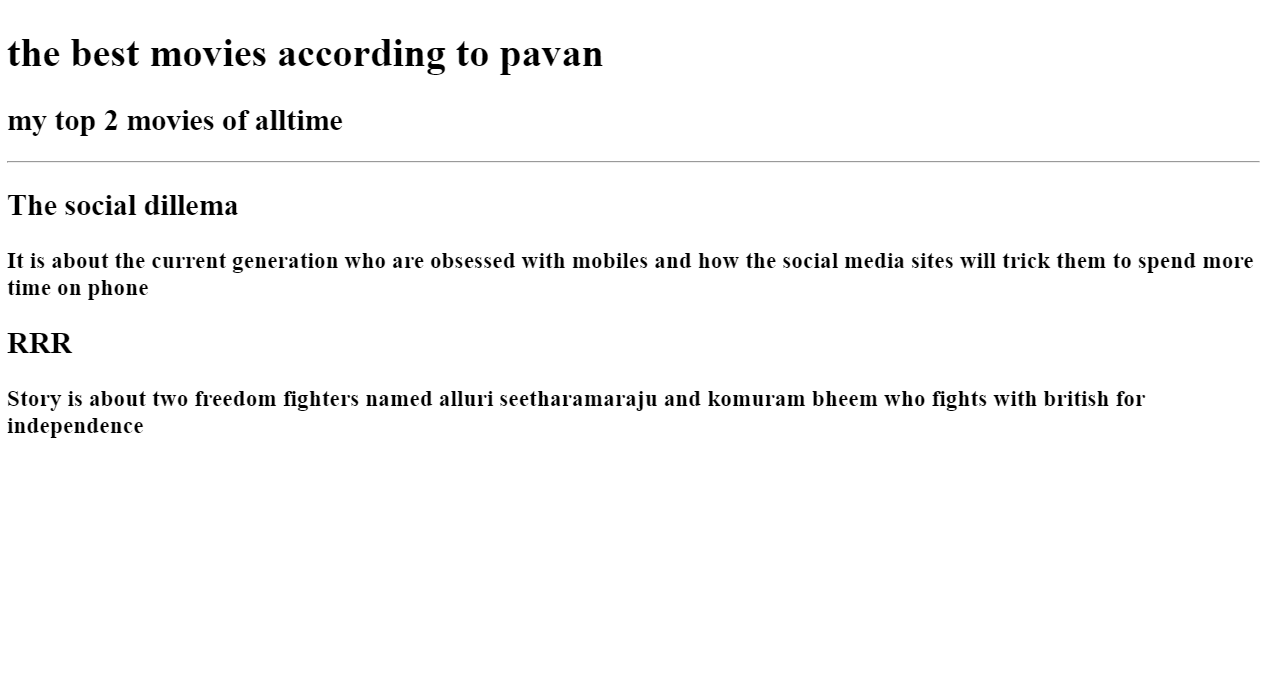 the best movies according to pavan
my top 2 movies of alltime
The social dillema
It is about the current generation who are obsessed with mobiles and how the social media sites will trick them to spend more
time on phone
RRR
Story is about two freedom fighters named alluri seetharamaraju and komuram bheem who fights with british for
independence